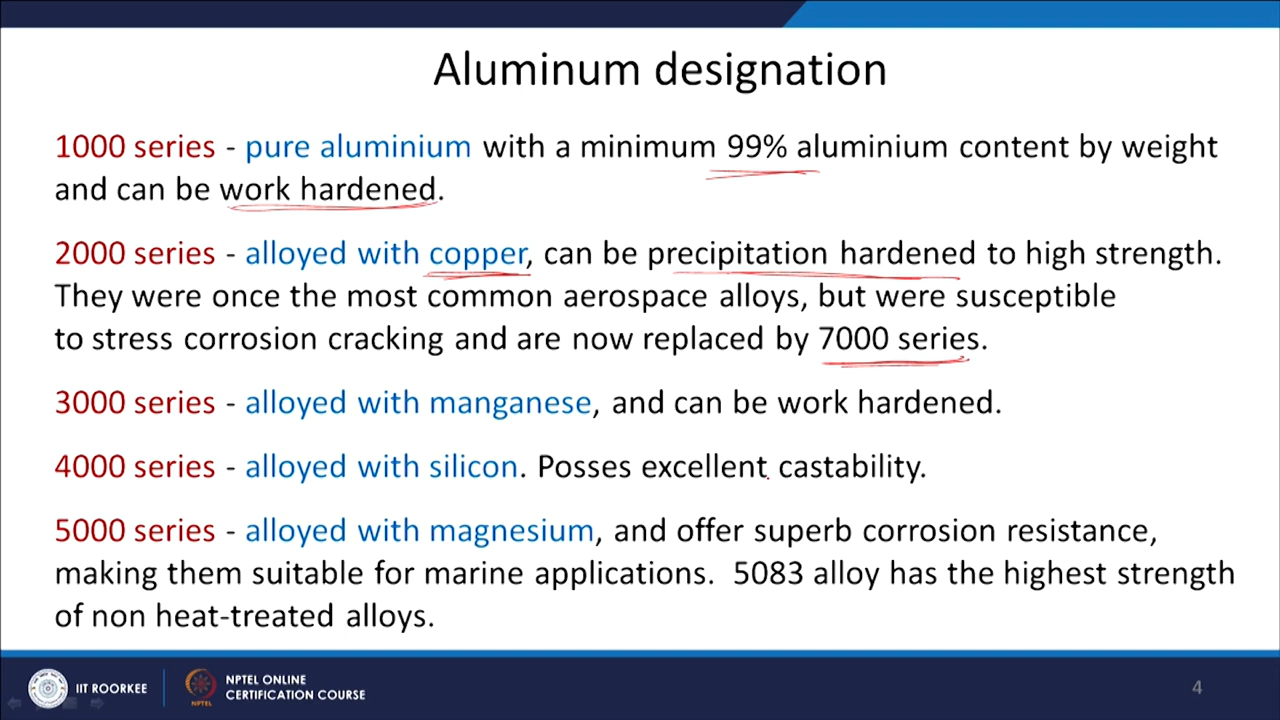 Aluminum designation
1000 series - pure aluminium with a minimum 99% aluminium content by weight
and can be work hardened.
2000 series - alloyed with copper, can be precipitation hardened to high strength.
They were once the most common aerospace alloys, but were susceptible
to stress corrosion cracking and are now replaced by 7000 series.
3000 series - alloyed with manganese, and can be work hardened.
4000 series - alloyed with silicon. Posses excellent castability.
5000 series - alloyed with magnesium, and offer superb corrosion resistance,
making them suitable for marine applications. 5083 alloy has the highest strength
of non heat-treated alloys.
IIT ROORKEE
NPTEL
NPTEL ONLINE
CERTIFICATION COURSE
4